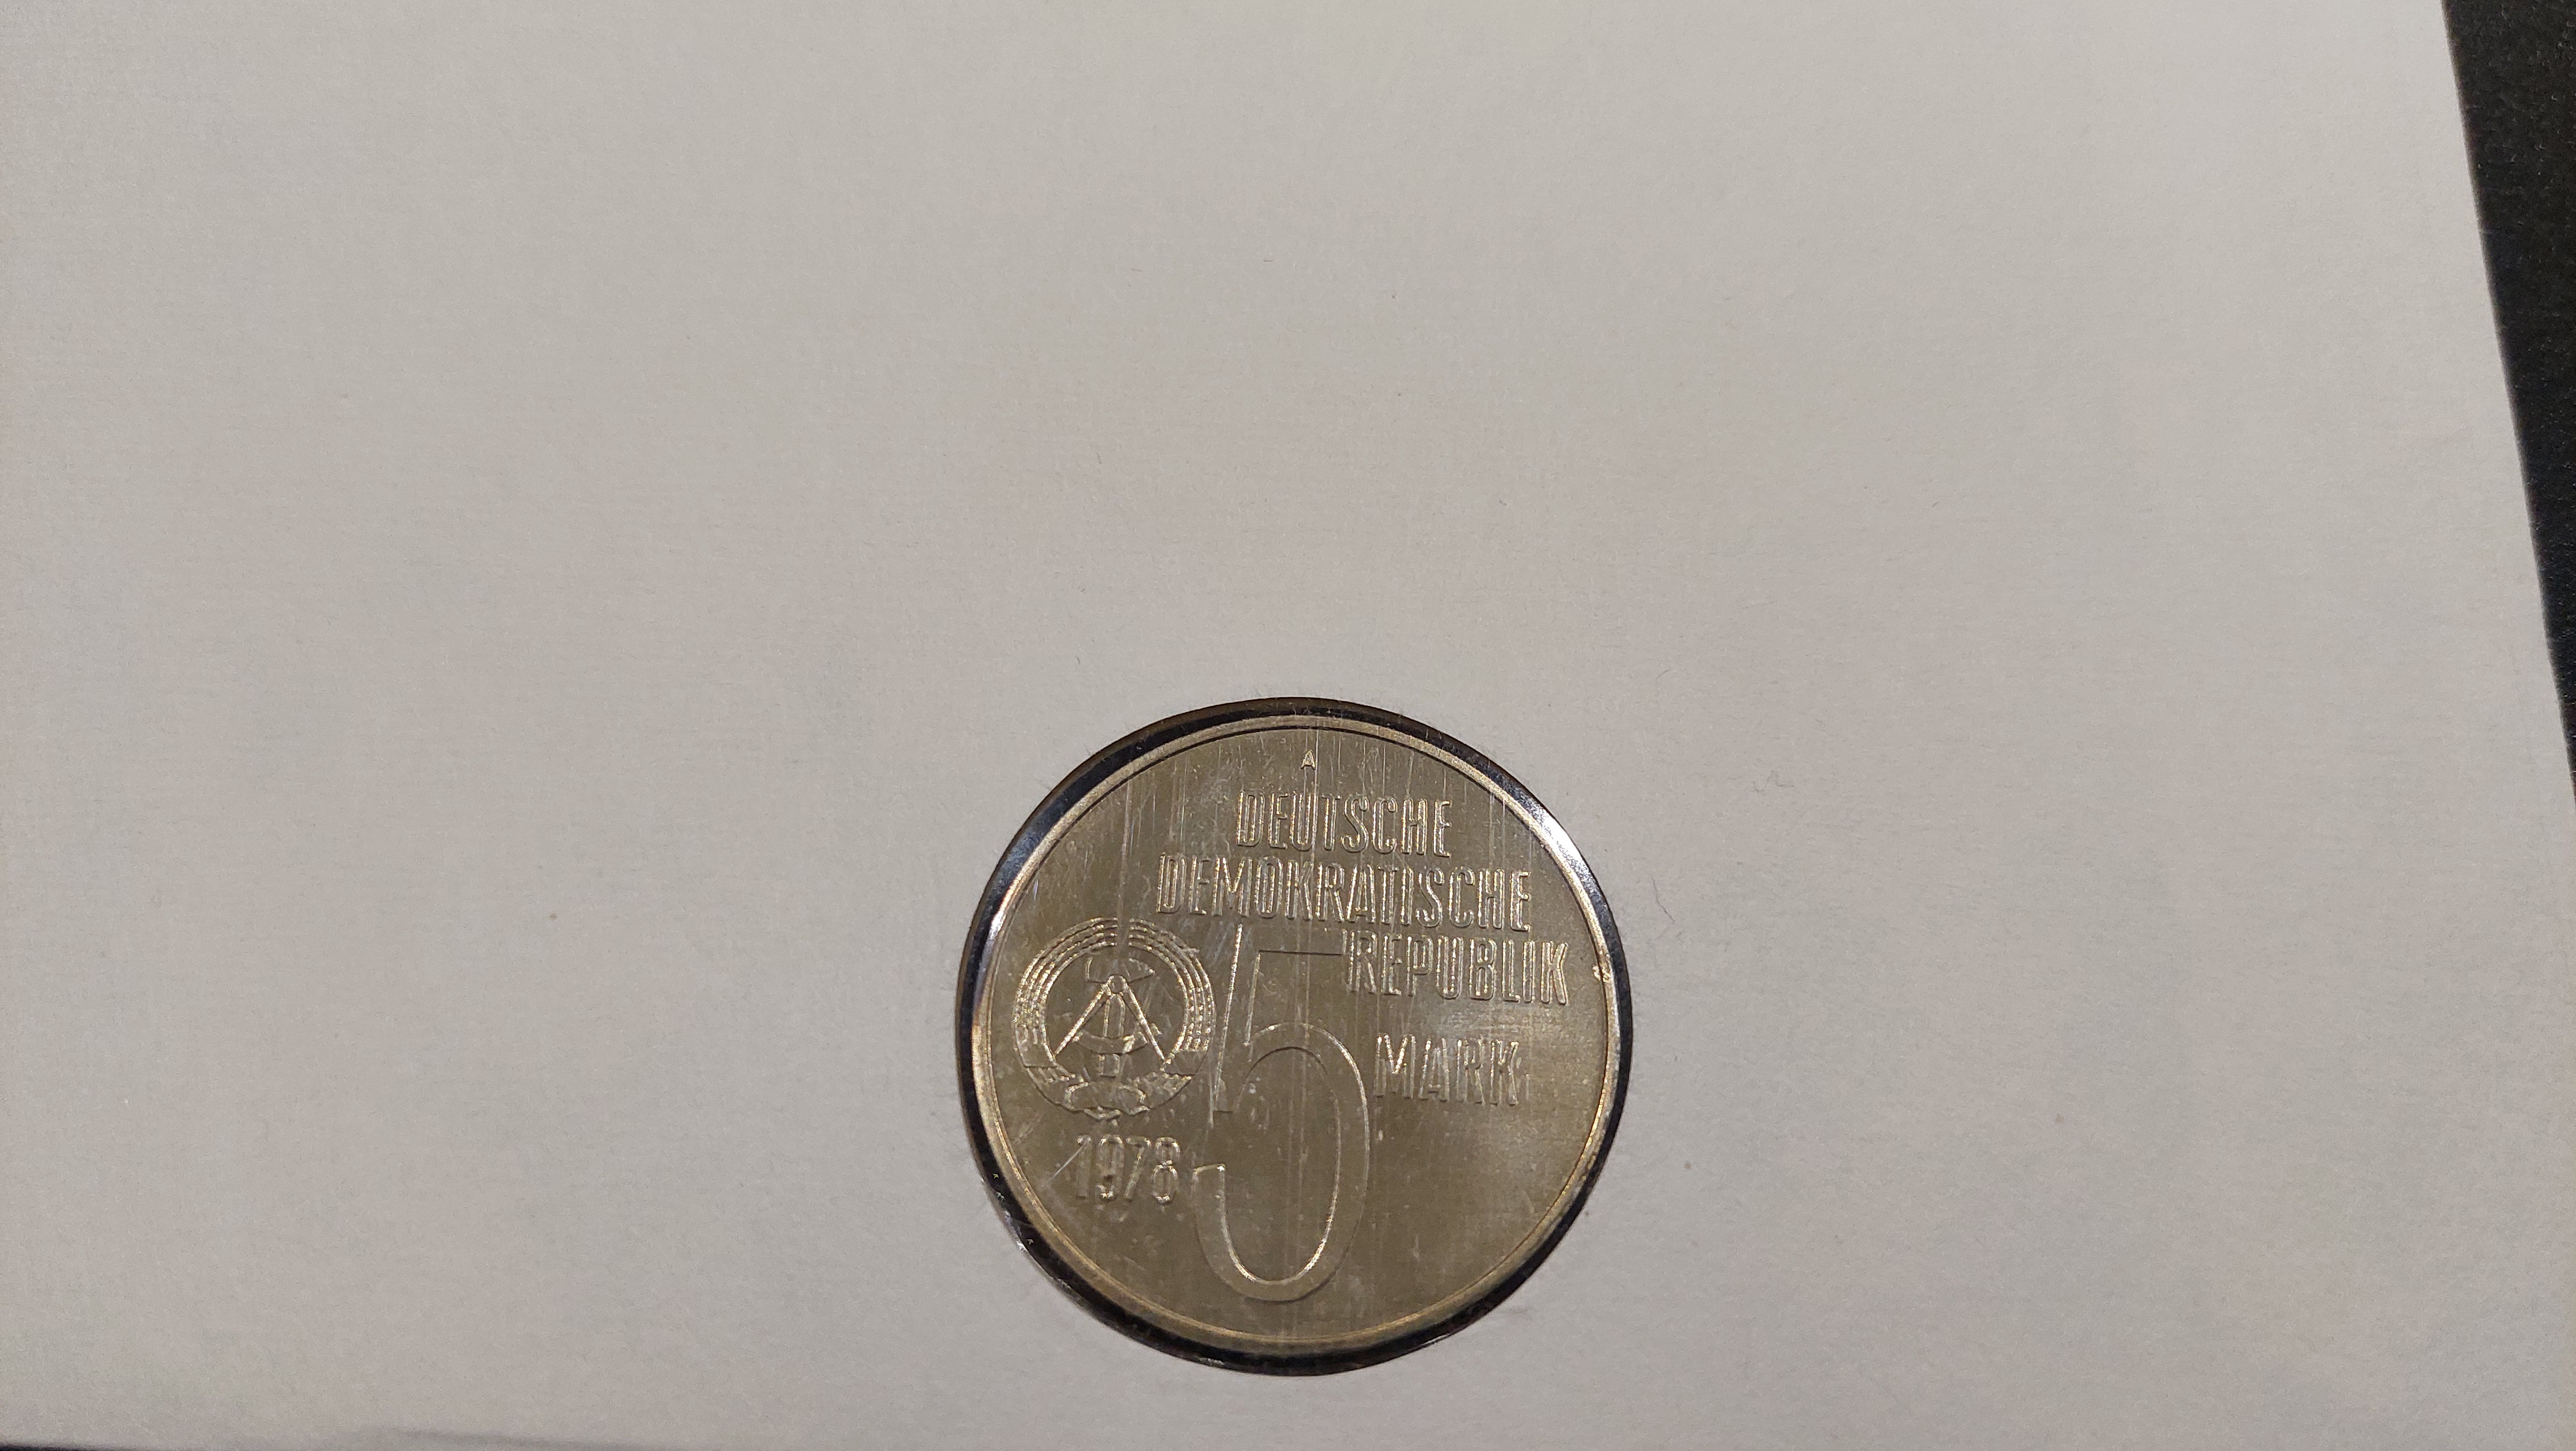 A
DEUTSCHE
DEMOKRATISCHE
REPUBLIK
5 MARK
1978